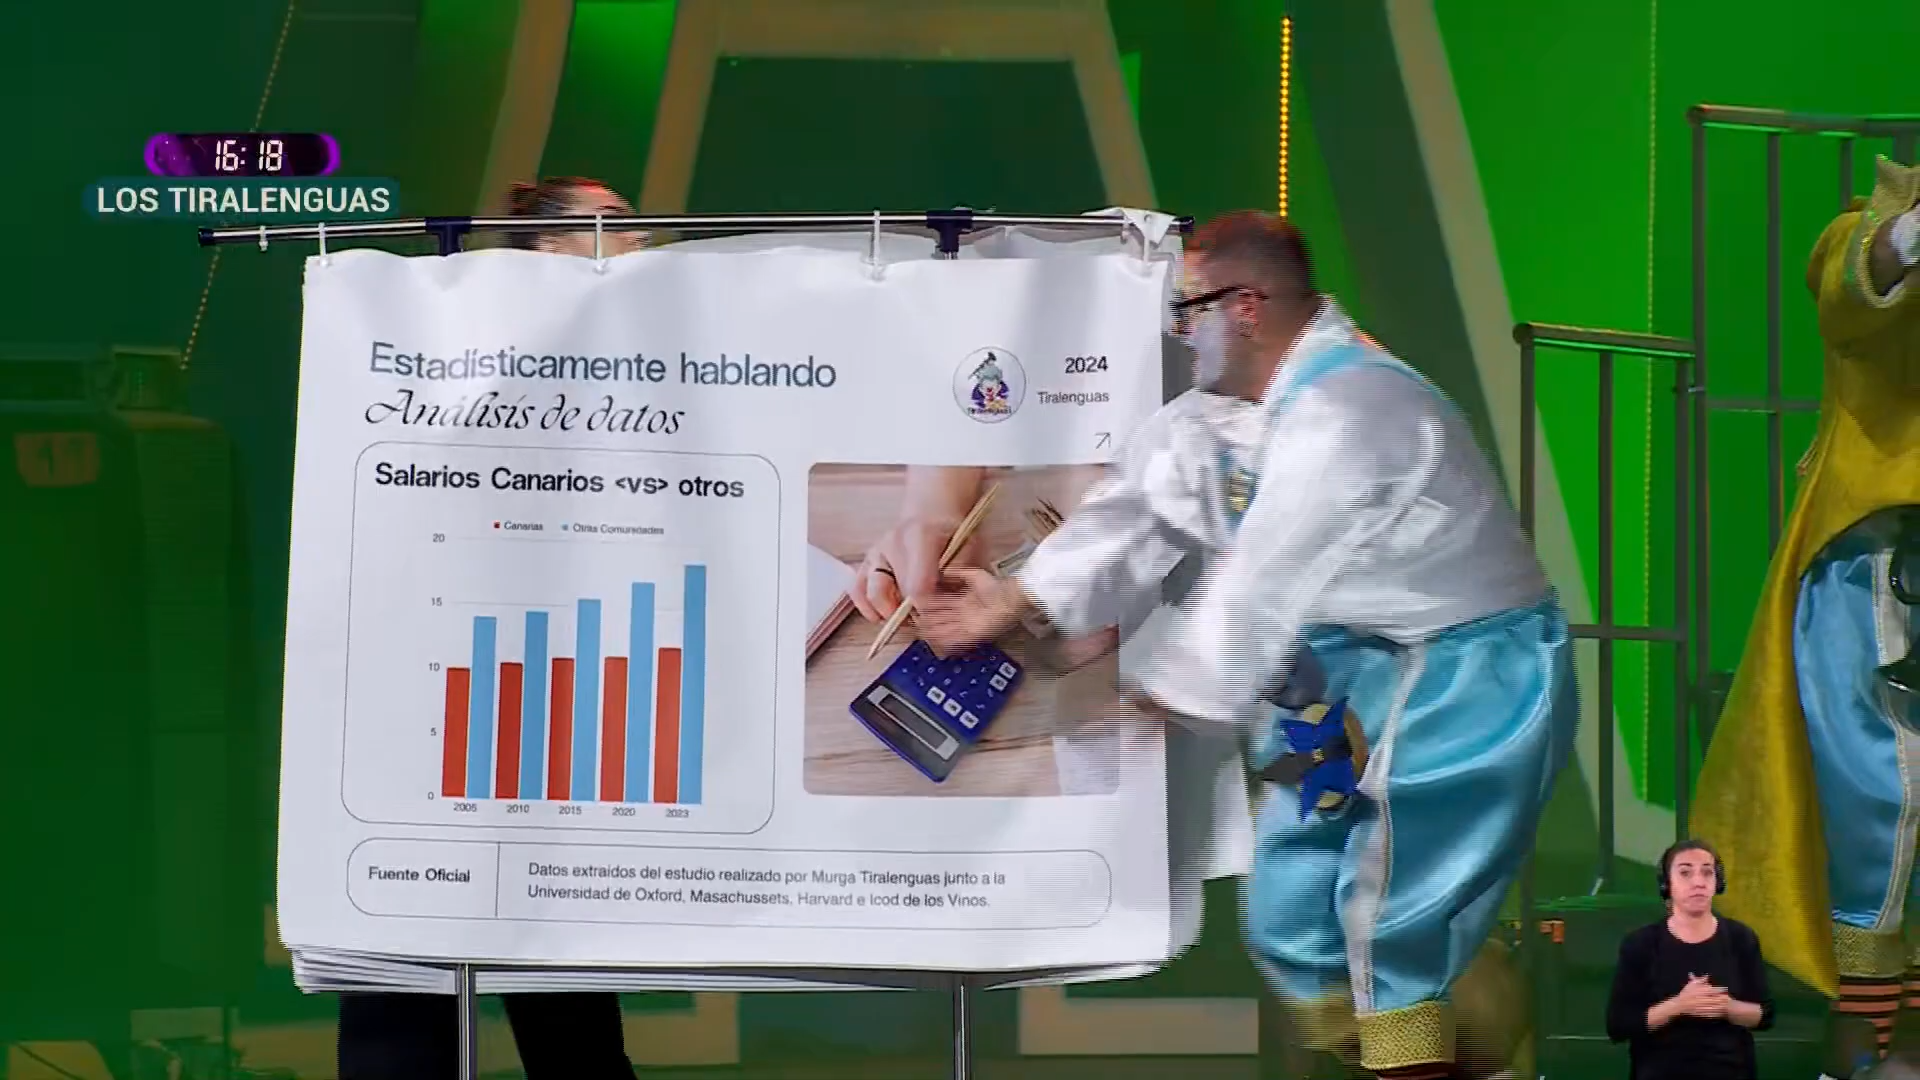 16:18
LOS TIRALENGUAS
Estadísticamente hablando
Análisis de datos
2024
Tiralenguas
Salarios Canarios <vs> otros
Canarias
Otras Comunidades
20
15
10
5
0
2005 2010 2015 2020 2023
Fuente Oficial
Datos extraidos del estudio realizado por Murga Tiralenguas junto a la
Universidad de Oxford, Masachussets, Harvard e Icod de los Vinos.